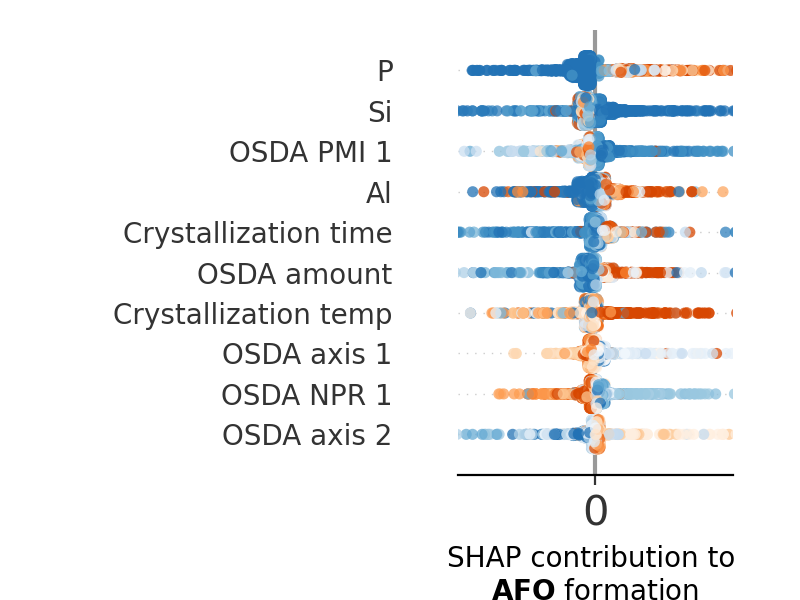 P
Si
OSDA PMI 1
Al
Crystallization time
OSDA amount
Crystallization temp
OSDA axis 1
OSDA NPR 1
OSDA axis 2
0
SHAP contribution to
AFO formation